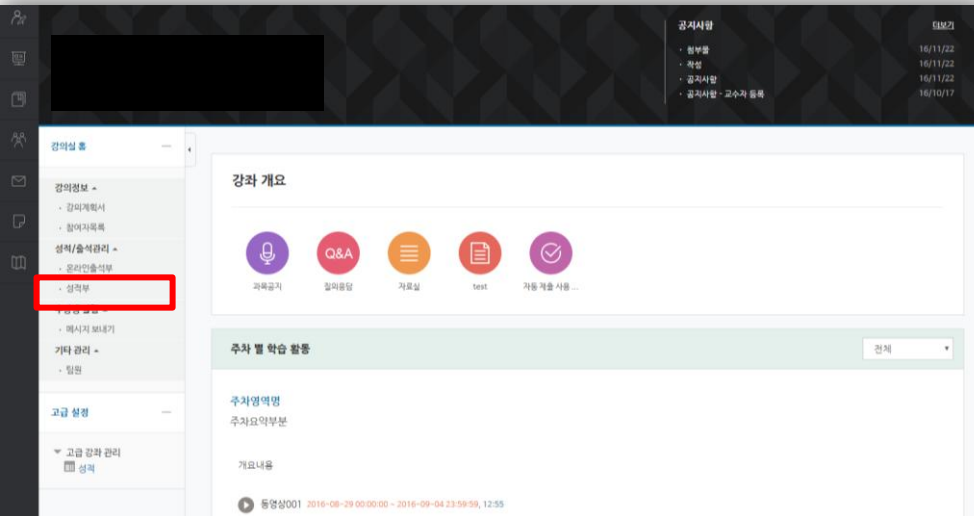 공지사항
더보기
· 첨부물
16/11/22
· 작성
16/11/22
· 공지사항
16/11/22
· 공지사항 - 교수자 등록
16/10/17
강의실 홈
강의정보
· 강의계획서
· 참여자목록
성적/출석관리
· 온라인출석부
· 성적부
· 메시지 보내기
기타 관리
· 팀원
고급 설정
고급 강좌 관리
성적
강좌 개요
Q&A
과목공지
질의응답
자료실
test
자동 제출 사용 ...
주차 별 학습 활동
전체
주차영역명
주차요약부분
개요내용
동영상001 2016-08-29 00:00:00 ~ 2016-09-04 23:59:59, 12:55